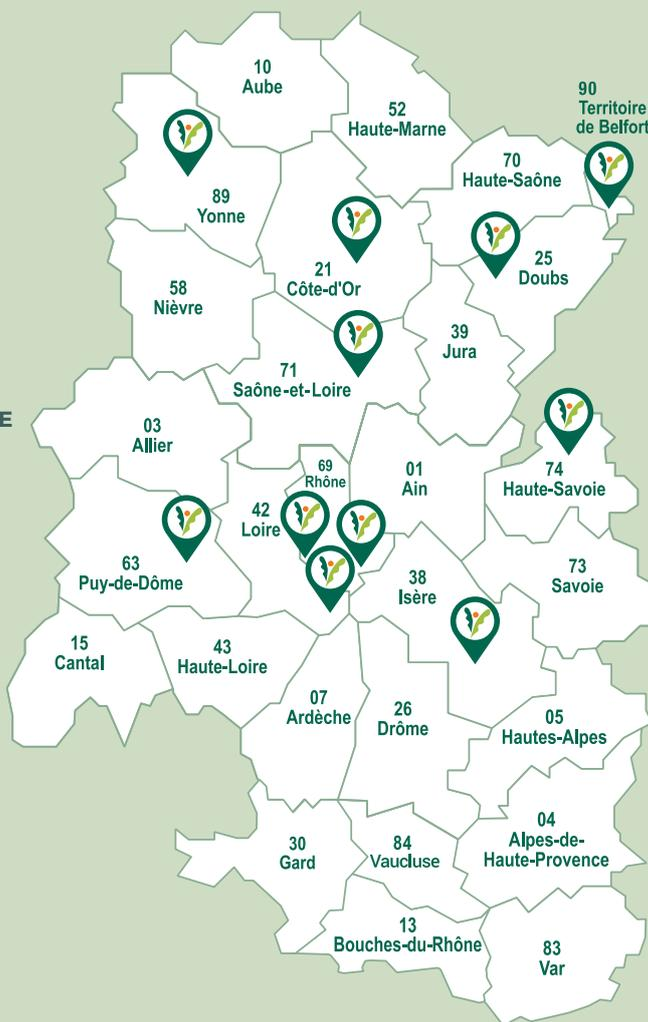 10
Aube
52
Haute-Marne
90
Territoire
de Belfort
70
Haute-Saône
89
Yonne
21
Côte-d'Or
25
Doubs
58
Nièvre
39
Jura
71
Saône-et-Loire
E
03
Allier
69
Rhône
01
Ain
74
Haute-Savoie
42
Loire
63
Puy-de-Dôme
38
Isère
73
Savoie
15
Cantal
43
Haute-Loire
07
Ardèche
26
Drôme
05
Hautes-Alpes
04
Alpes-de-
Haute-Provence
30
Gard
84
Vaucluse
13
Bouches-du-Rhône
83
Var